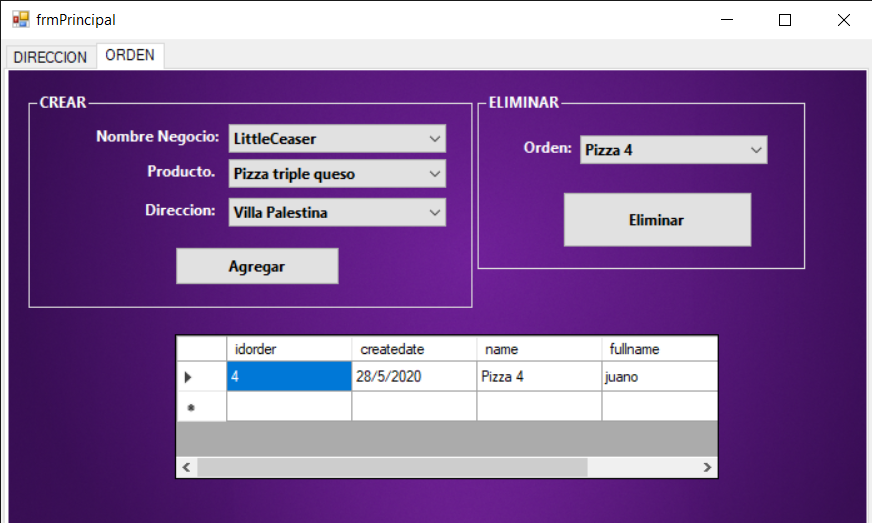 frmPrincipal
DIRECCION ORDEN
CREAR
Nombre Negocio: LittleCeaser
Producto. Pizza triple queso
Direccion: Villa Palestina
Agregar
ELIMINAR
Orden: Pizza 4
Eliminar
idorder createdate name fullname
4 28/5/2020 Pizza 4 juano